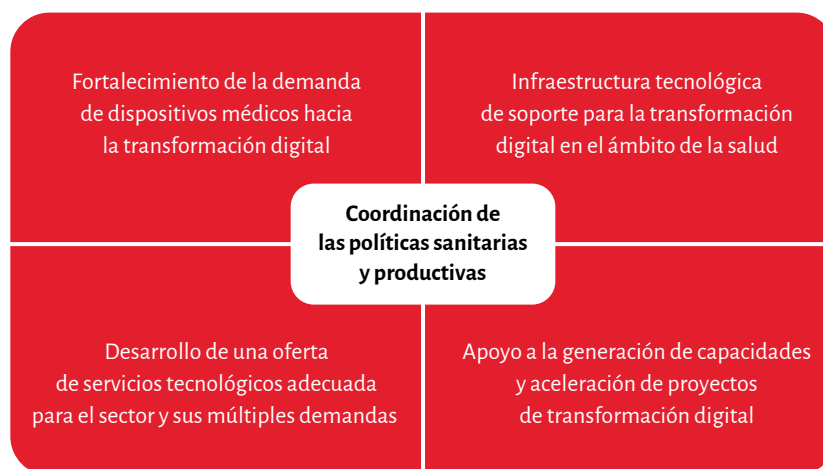 Fortalecimiento de la demanda
de dispositivos médicos hacia
la transformación digital
Infraestructura tecnológica
de soporte para la transformación
digital en el ámbito de la salud
Coordinación de
las políticas sanitarias
y productivas
Desarrollo de una oferta
de servicios tecnológicos adecuada
para el sector y sus múltiples demandas
Apoyo a la generación de capacidades
y aceleración de proyectos
de transformación digital